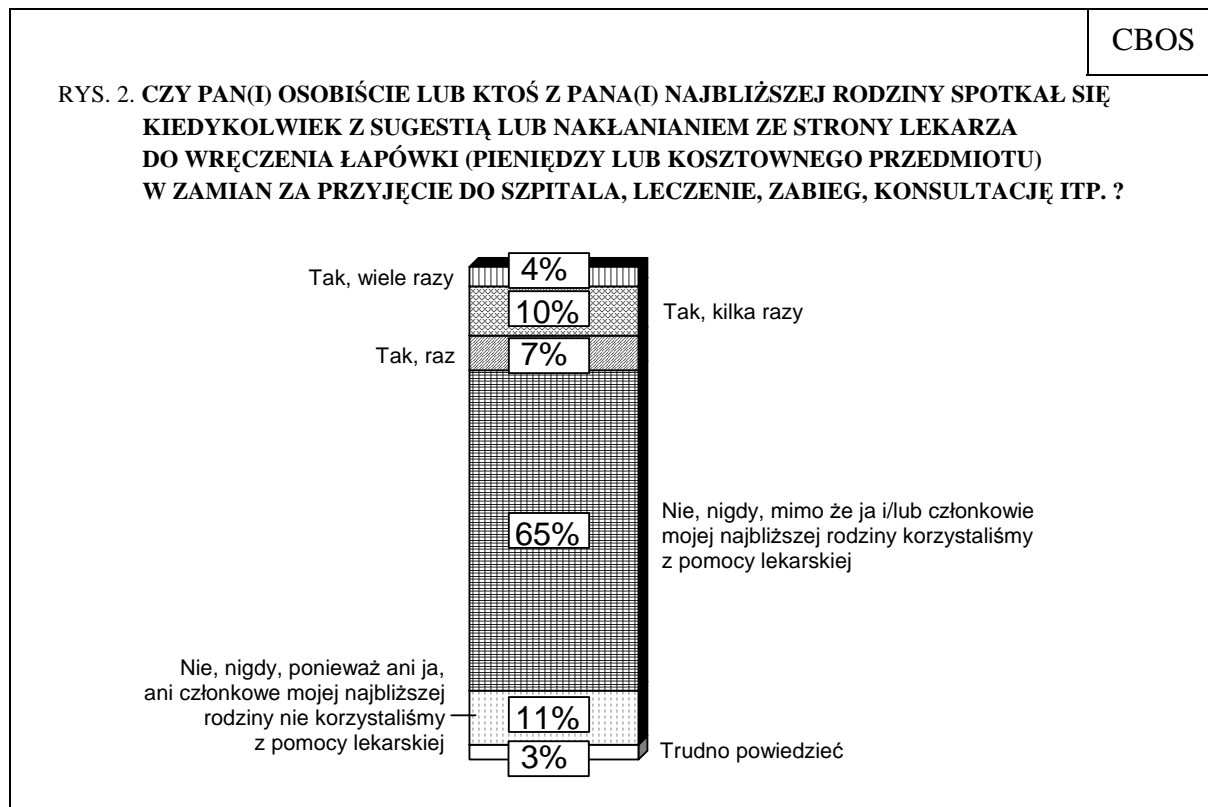 CBOS
RYS. 2. CZY PAN(I) OSOBIŚCIE LUB KTOŚ Z PANA(I) NAJBLIŻSZEJ RODZINY SPOTKAŁ SIĘ
KIEDYKOLWIEK Z SUGESTIĄ LUB NAKŁANIANIEM ZE STRONY LEKARZA
DO WRĘCZENIA ŁAPÓWKI (PIENIĘDZY LUB KOSZTOWNEGO PRZEDMIOTU)
W ZAMIAN ZA PRZYJĘCIE DO SZPITALA, LECZENIE, ZABIEG, KONSULTACJĘ ITP. ?
Tak, wiele razy
4%
10%
Tak, kilka razy
Tak, raz
7%
65%
Nie, nigdy, mimo że ja i/lub członkowie
mojej najbliższej rodziny korzystaliśmy
z pomocy lekarskiej
Nie, nigdy, ponieważ ani ja,
ani członkowe mojej najbliższej
rodziny nie korzystaliśmy
z pomocy lekarskiej
11%
3%
Trudno powiedzieć